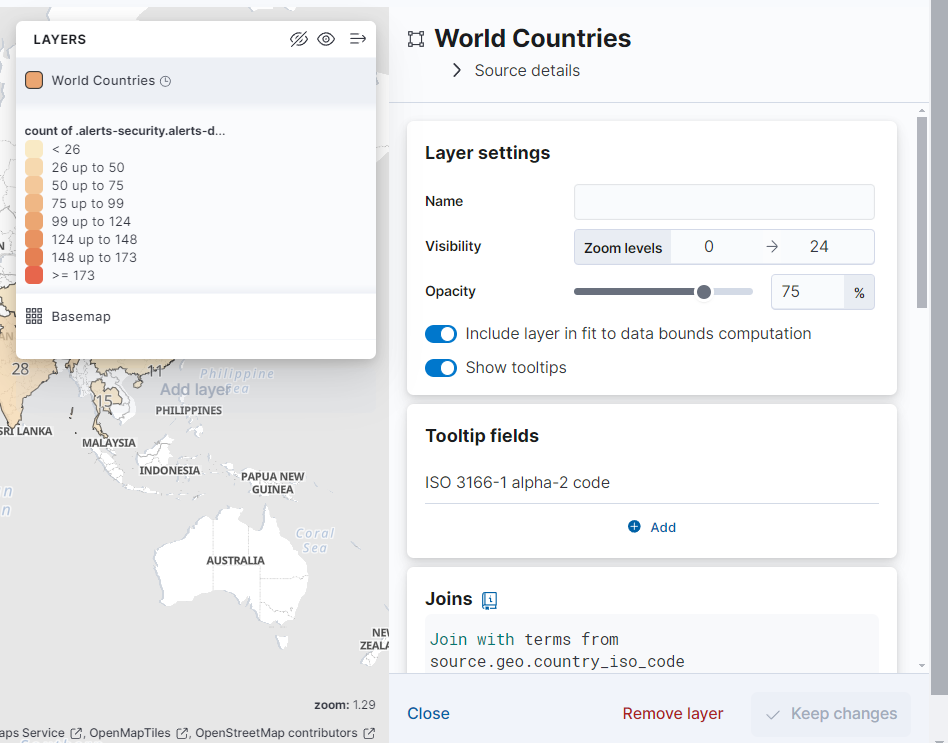 LAYERS
World Countries
count of .alerts-security.alerts-d...
< 26
26 up to 50
50 up to 75
75 up to 99
99 up to 124
124 up to 148
148 up to 173
>= 173
Basemap
28
11
Philippine
Add layer
15
PHILIPPINES
SRI LANKA
MALAYSIA
INDONESIA
PAPUA NEW
GUINEA
Coral
Sea
AUSTRALIA
NEW
ZEALA
zoom: 1.29
aps Service, OpenMapTiles, OpenStreetMap contributors
World Countries
Source details
Layer settings
Name
Visibility
Zoom levels 0 → 24
Opacity
75 %
Include layer in fit to data bounds computation
Show tooltips
Tooltip fields
ISO 3166-1 alpha-2 code
Add
Joins
Join with terms from
source.geo.country_iso_code
Close
Remove layer
Keep changes